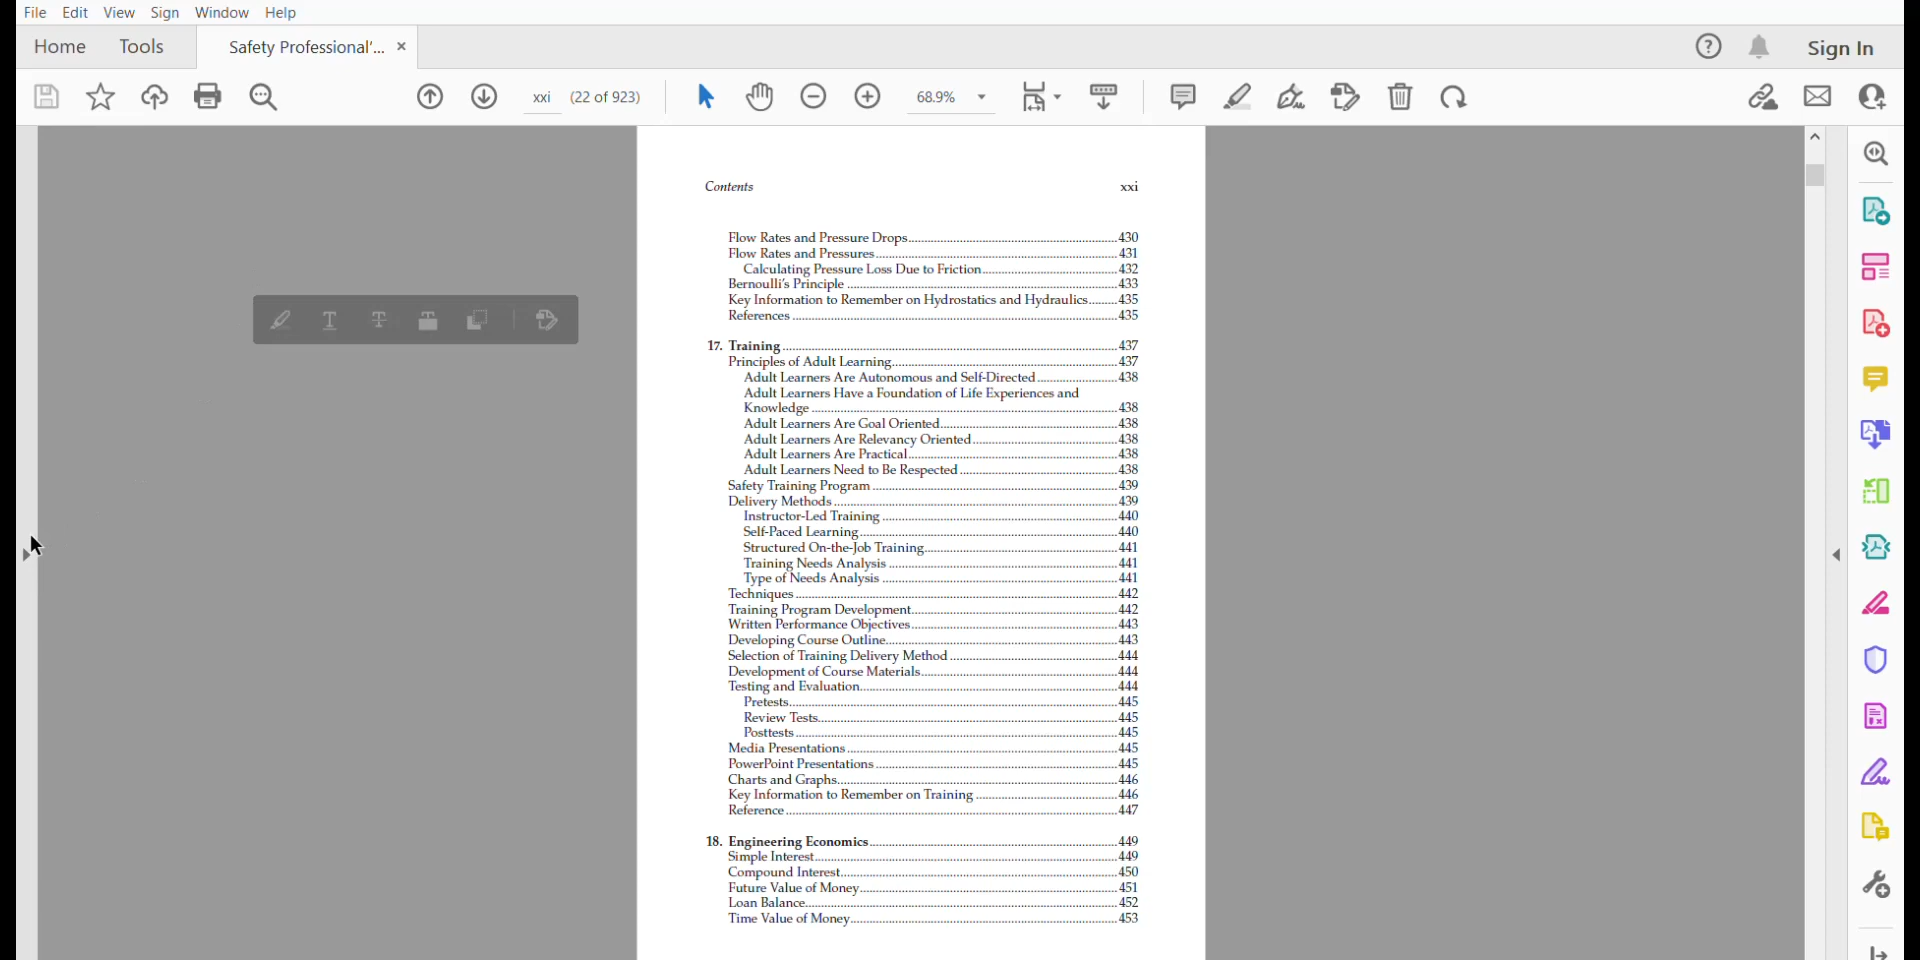 File Edit View Sign Window Help
Home Tools Safety Professional'... × Sign In
xxi (22 of 923) 68.9%
Contents xxi
Flow Rates and Pressure Drops 430
Flow Rates and Pressures 431
Calculating Pressure Loss Due to Friction 432
Bernoulli's Principle 433
Key Information to Remember on Hydrostatics and Hydraulics 435
References 435
17. Training 437
Principles of Adult Learning 437
Adult Learners Are Autonomous and Self-Directed 438
Adult Learners Have a Foundation of Life Experiences and
Knowledge 438
Adult Learners Are Goal Oriented 438
Adult Learners Are Relevancy Oriented 438
Adult Learners Are Practical 438
Adult Learners Need to Be Respected 438
Safety Training Program 439
Delivery Methods 439
Instructor-Led Training 440
Self-Paced Learning 440
Structured On-the-Job Training 441
Training Needs Analysis 441
Type of Needs Analysis 441
Techniques 442
Training Program Development 442
Written Performance Objectives 443
Developing Course Outline 443
Selection of Training Delivery Method 444
Development of Course Materials 444
Testing and Evaluation 444
Pretests 445
Review Tests 445
Posttests 445
Media Presentations 445
PowerPoint Presentations 445
Charts and Graphs 446
Key Information to Remember on Training 446
Reference 447
18. Engineering Economics 449
Simple Interest 449
Compound Interest 450
Future Value of Money 451
Loan Balance 452
Time Value of Money 453